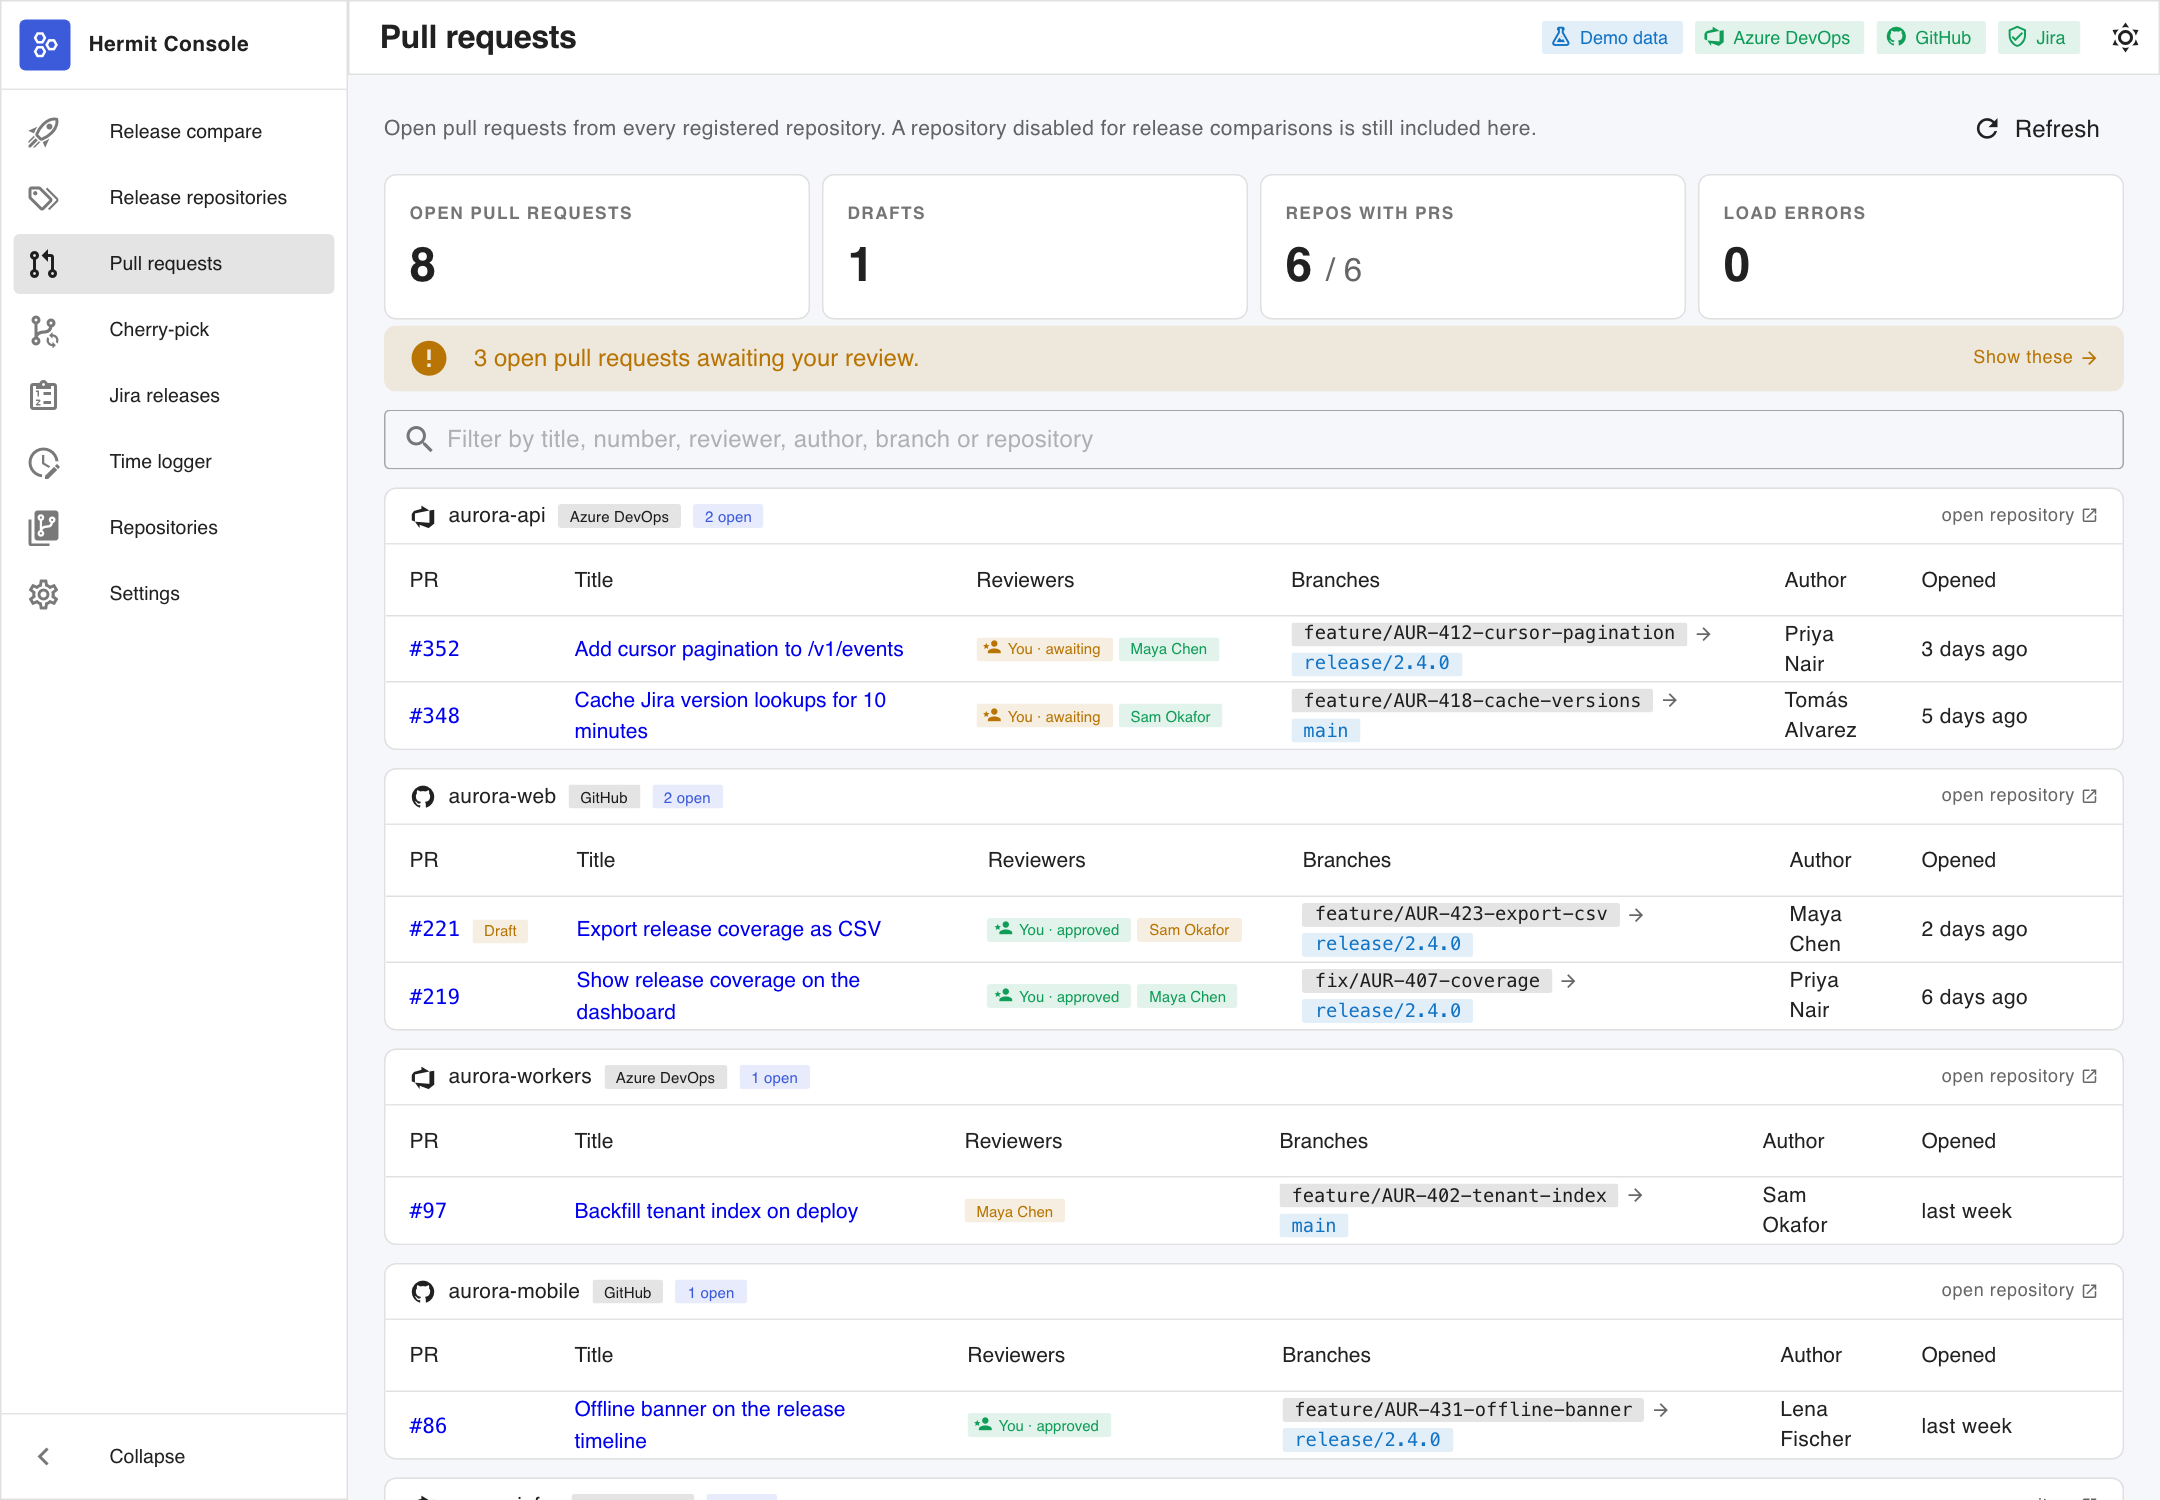 Hermit Console
Pull requests
Demo data
Azure DevOps
GitHub
Jira
Release compare
Release repositories
Pull requests
Cherry-pick
Jira releases
Time logger
Repositories
Settings
Collapse
Open pull requests from every registered repository. A repository disabled for release comparisons is still included here.
Refresh
OPEN PULL REQUESTS
8
DRAFTS
1
REPOS WITH PRS
6 / 6
LOAD ERRORS
0
3 open pull requests awaiting your review.
Show these →
Filter by title, number, reviewer, author, branch or repository
aurora-api Azure DevOps 2 open open repository
PR Title Reviewers Branches Author Opened
#352 Add cursor pagination to /v1/events You · awaiting Maya Chen feature/AUR-412-cursor-pagination → release/2.4.0 Priya Nair 3 days ago
#348 Cache Jira version lookups for 10 minutes You · awaiting Sam Okafor feature/AUR-418-cache-versions → main Tomás Alvarez 5 days ago
aurora-web GitHub 2 open open repository
PR Title Reviewers Branches Author Opened
#221 Draft Export release coverage as CSV You · approved Sam Okafor feature/AUR-423-export-csv → release/2.4.0 Maya Chen 2 days ago
#219 Show release coverage on the dashboard You · approved Maya Chen fix/AUR-407-coverage → release/2.4.0 Priya Nair 6 days ago
aurora-workers Azure DevOps 1 open open repository
PR Title Reviewers Branches Author Opened
#97 Backfill tenant index on deploy Maya Chen feature/AUR-402-tenant-index → main Sam Okafor last week
aurora-mobile GitHub 1 open open repository
PR Title Reviewers Branches Author Opened
#86 Offline banner on the release timeline You · approved feature/AUR-431-offline-banner → release/2.4.0 Lena Fischer last week